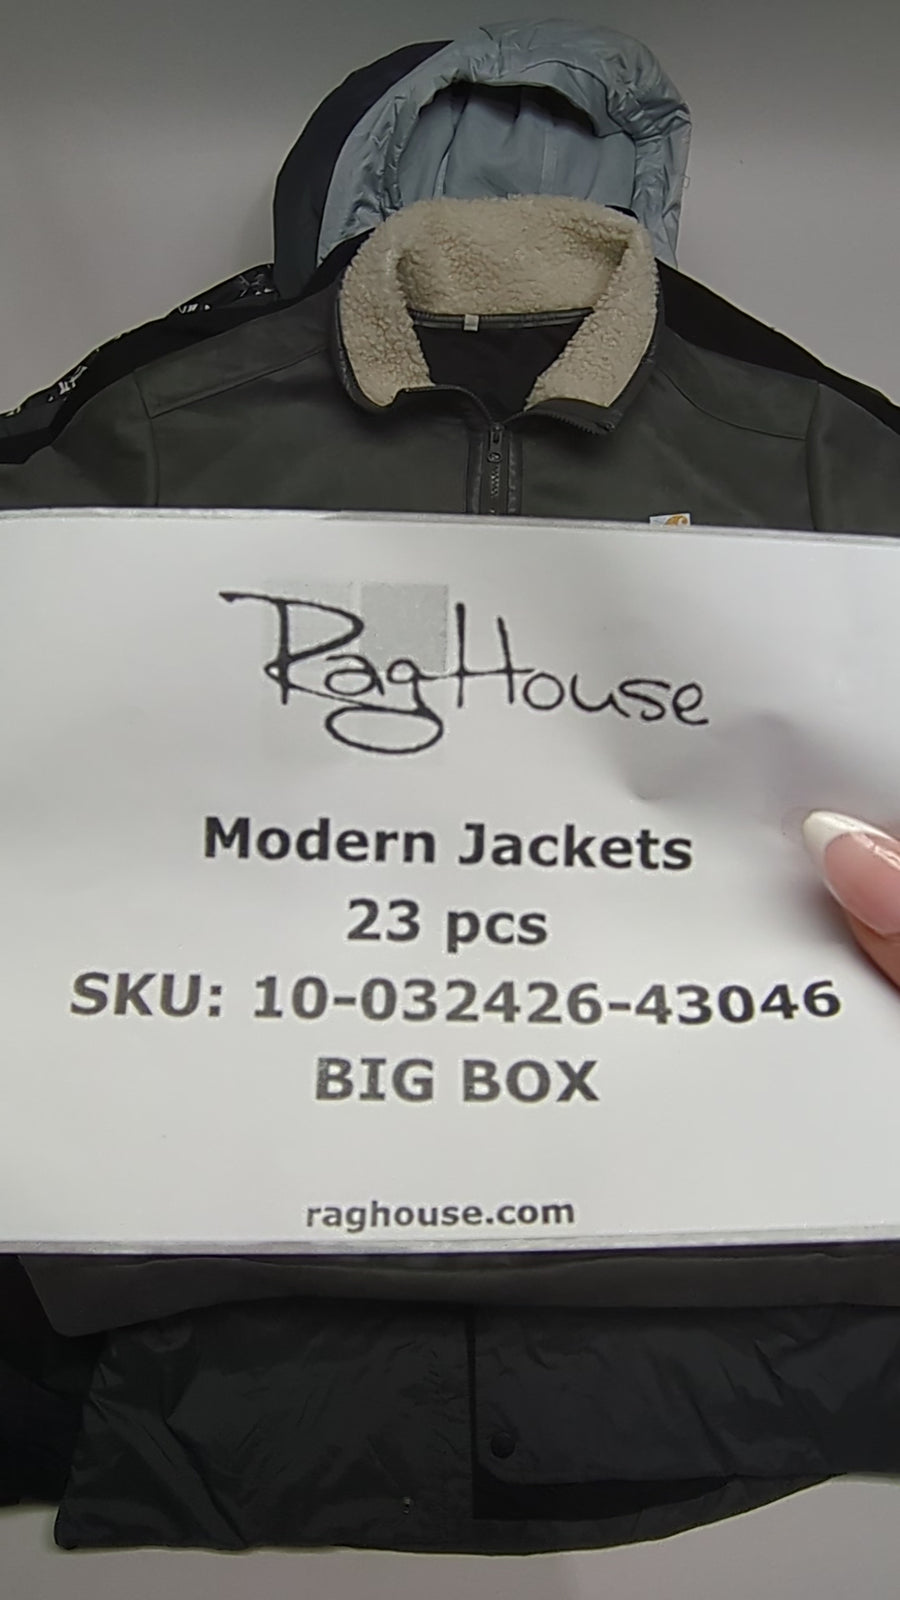 RagHouse
Modern Jackets
23 pcs
SKU: 10-032426-43046
BIG BOX
raghouse.com